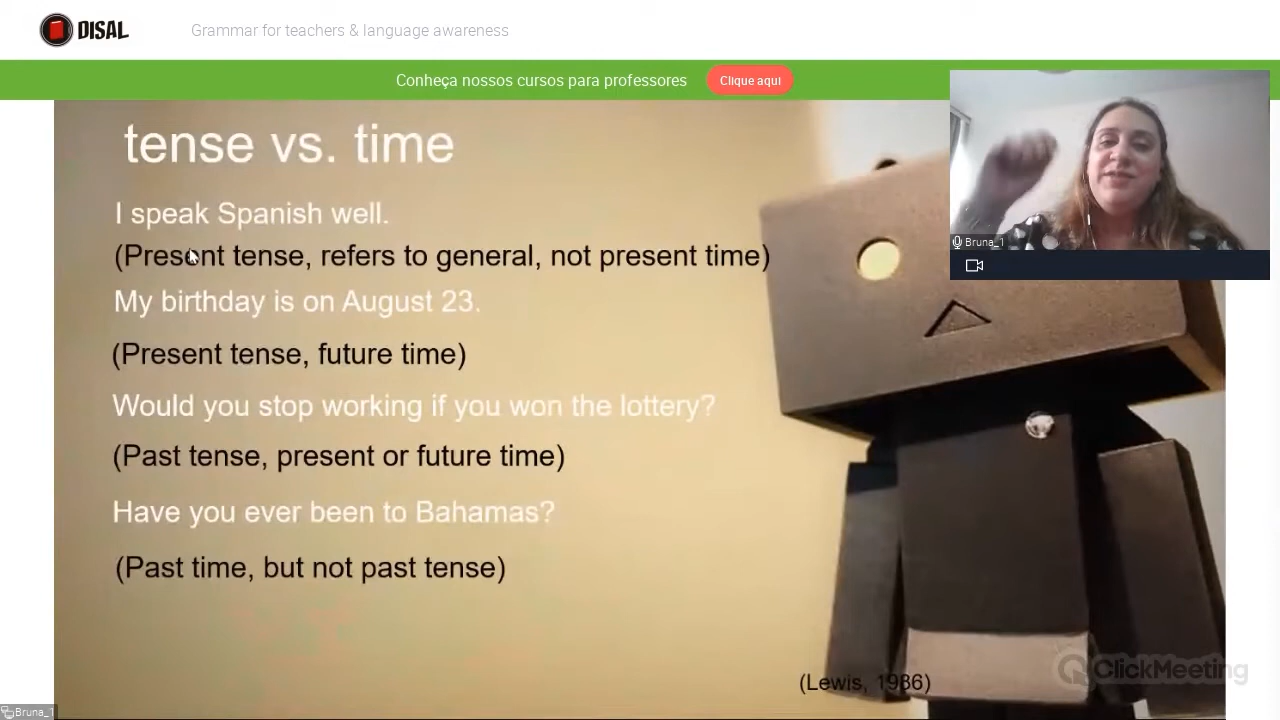 DISAL
Grammar for teachers & language awareness
Conheça nossos cursos para professores
Clique aqui
tense vs. time
I speak Spanish well.
(Present tense, refers to general, not present time)
My birthday is on August 23.
(Present tense, future time)
Would you stop working if you won the lottery?
(Past tense, present or future time)
Have you ever been to Bahamas?
(Past time, but not past tense)
(Lewis, 1986)
Bruna_1
ClickMeeting
Bruna_1